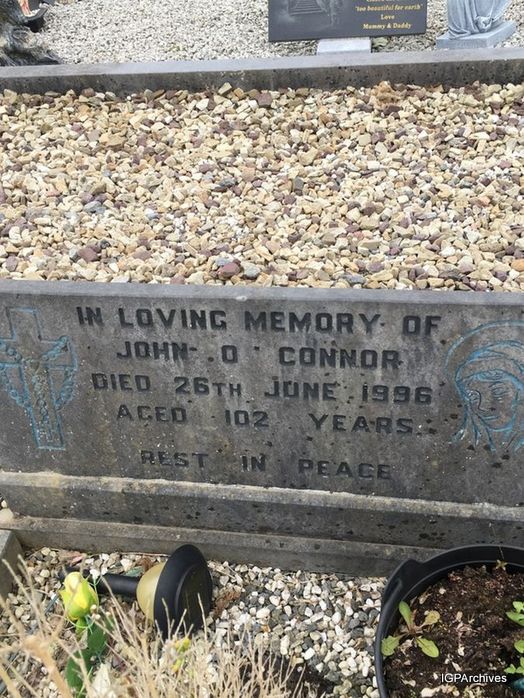 'too beautiful for earth'
Love
Mummy & Daddy
IN LOVING MEMORY OF
JOHN O CONNOR
DIED 26TH JUNE 1996
AGED 102 YEARS.
REST IN PEACE
IGPArchives